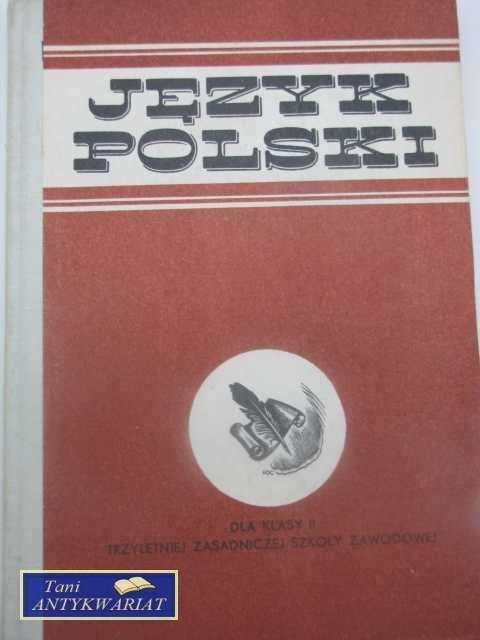 JĘZYK
POLSKI
DLA KLASY II
TRZYLETNIEJ ZASADNICZEJ SZKOŁY ZAWODOWEJ
Tani
ANTYKWARIAT